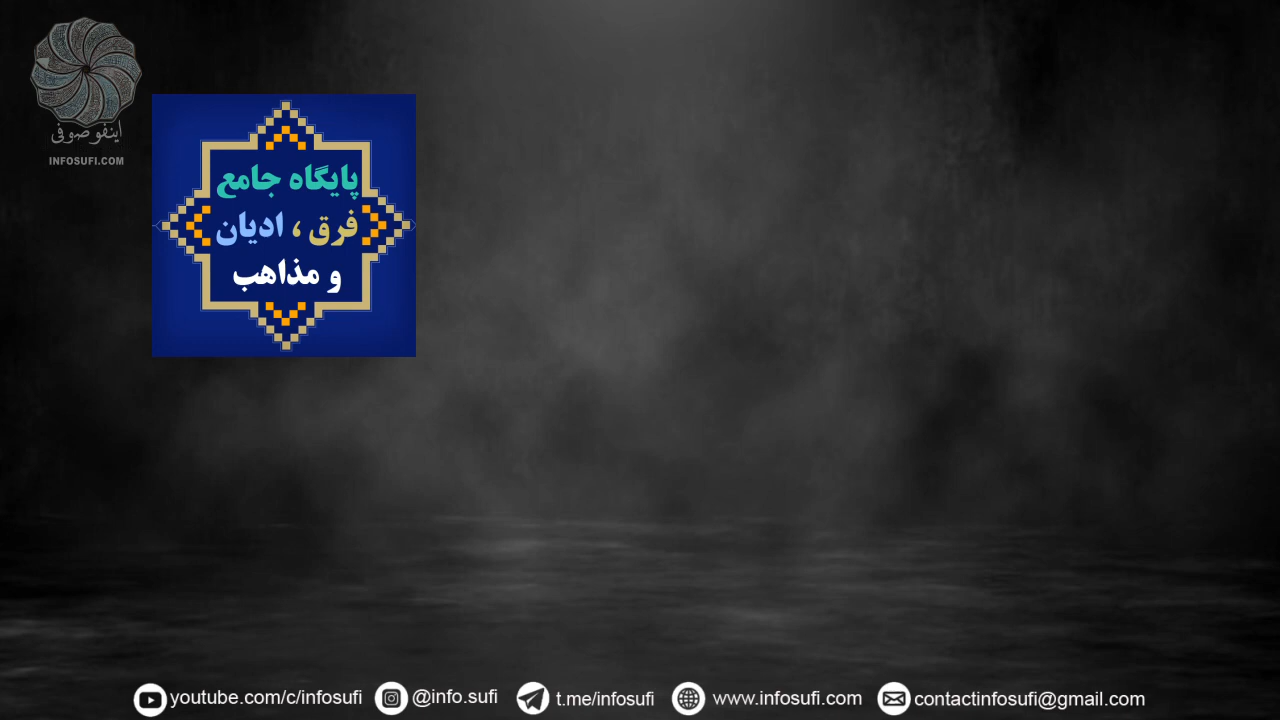 اینفو صوفی
INFOSUFI.COM
پایگاه جامع
فرق ، ادیان
و مذاهب
youtube.com/c/infosufi
@info.sufi
t.me/infosufi
www.infosufi.com
contactinfosufi@gmail.com